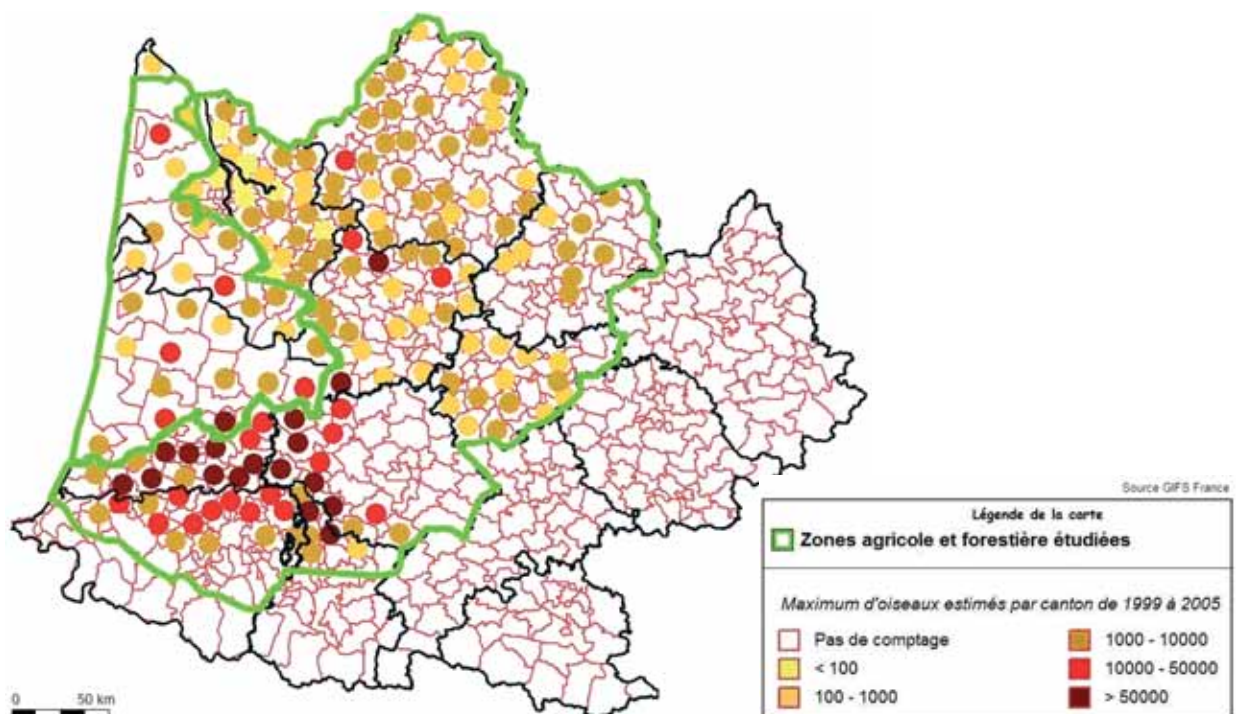 Source GIFS France
Légende de la carte
Zones agricole et forestière étudiées
Maximum d'oiseaux estimés par canton de 1999 à 2005
Pas de comptage
< 100
100 - 1000
1000 - 10000
10000 - 50000
> 50000
0 50 km